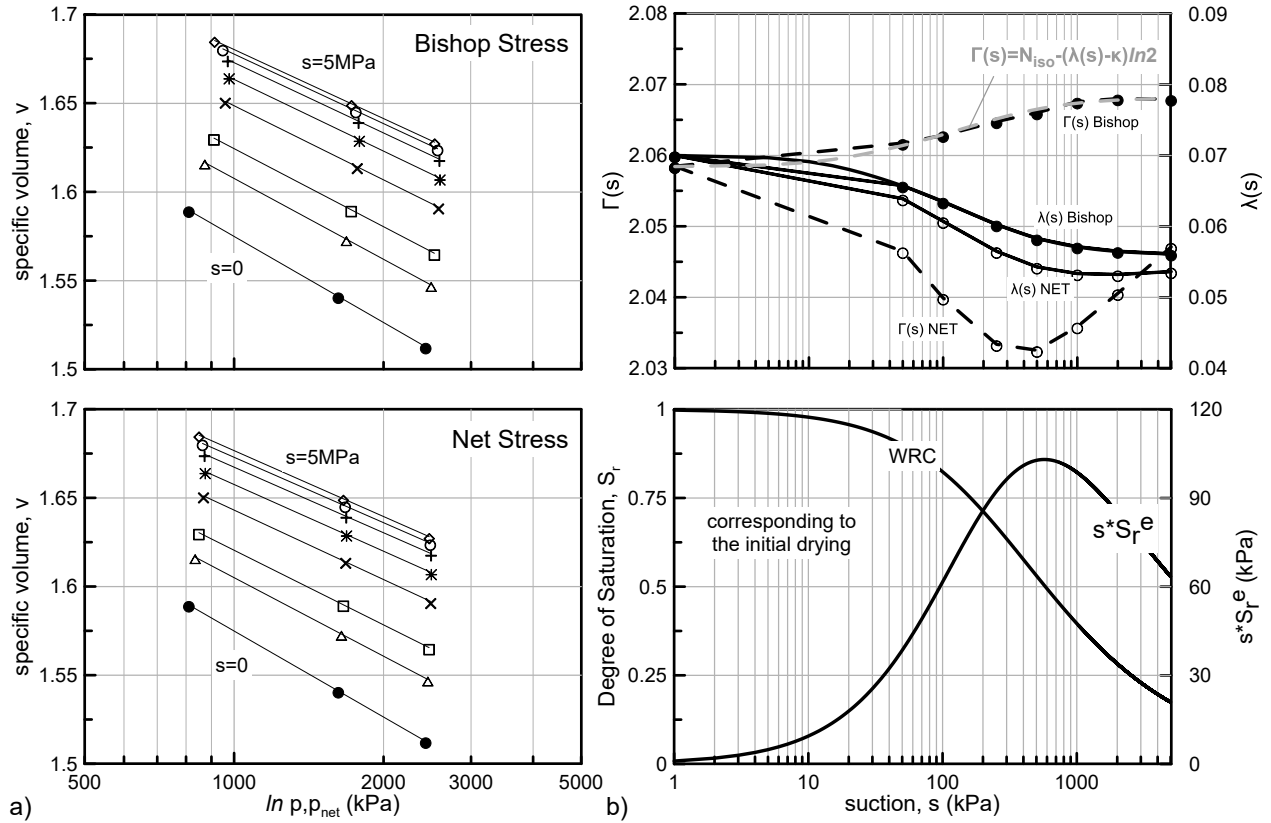 1.7
1.65
1.6
1.55
1.5
specific volume, v
Bishop Stress
s=5MPa
s=0
1.7
1.65
1.6
1.55
1.5
specific volume, v
Net Stress
s=5MPa
s=0
500
1000
2000
3000
5000
ln p,pnet (kPa)
a)
2.08
2.07
2.06
2.05
2.04
2.03
Γ(s)
0.09
0.08
0.07
0.06
0.05
0.04
λ(s)
Γ(s)=Niso-(λ(s)-κ)ln2
Γ(s) Bishop
λ(s) Bishop
λ(s) NET
Γ(s) NET
1
0.75
0.5
0.25
0
Degree of Saturation, Sr
120
90
60
30
0
s*Sre (kPa)
WRC
corresponding to
the initial drying
s*Sre
1
10
100
1000
suction, s (kPa)
b)